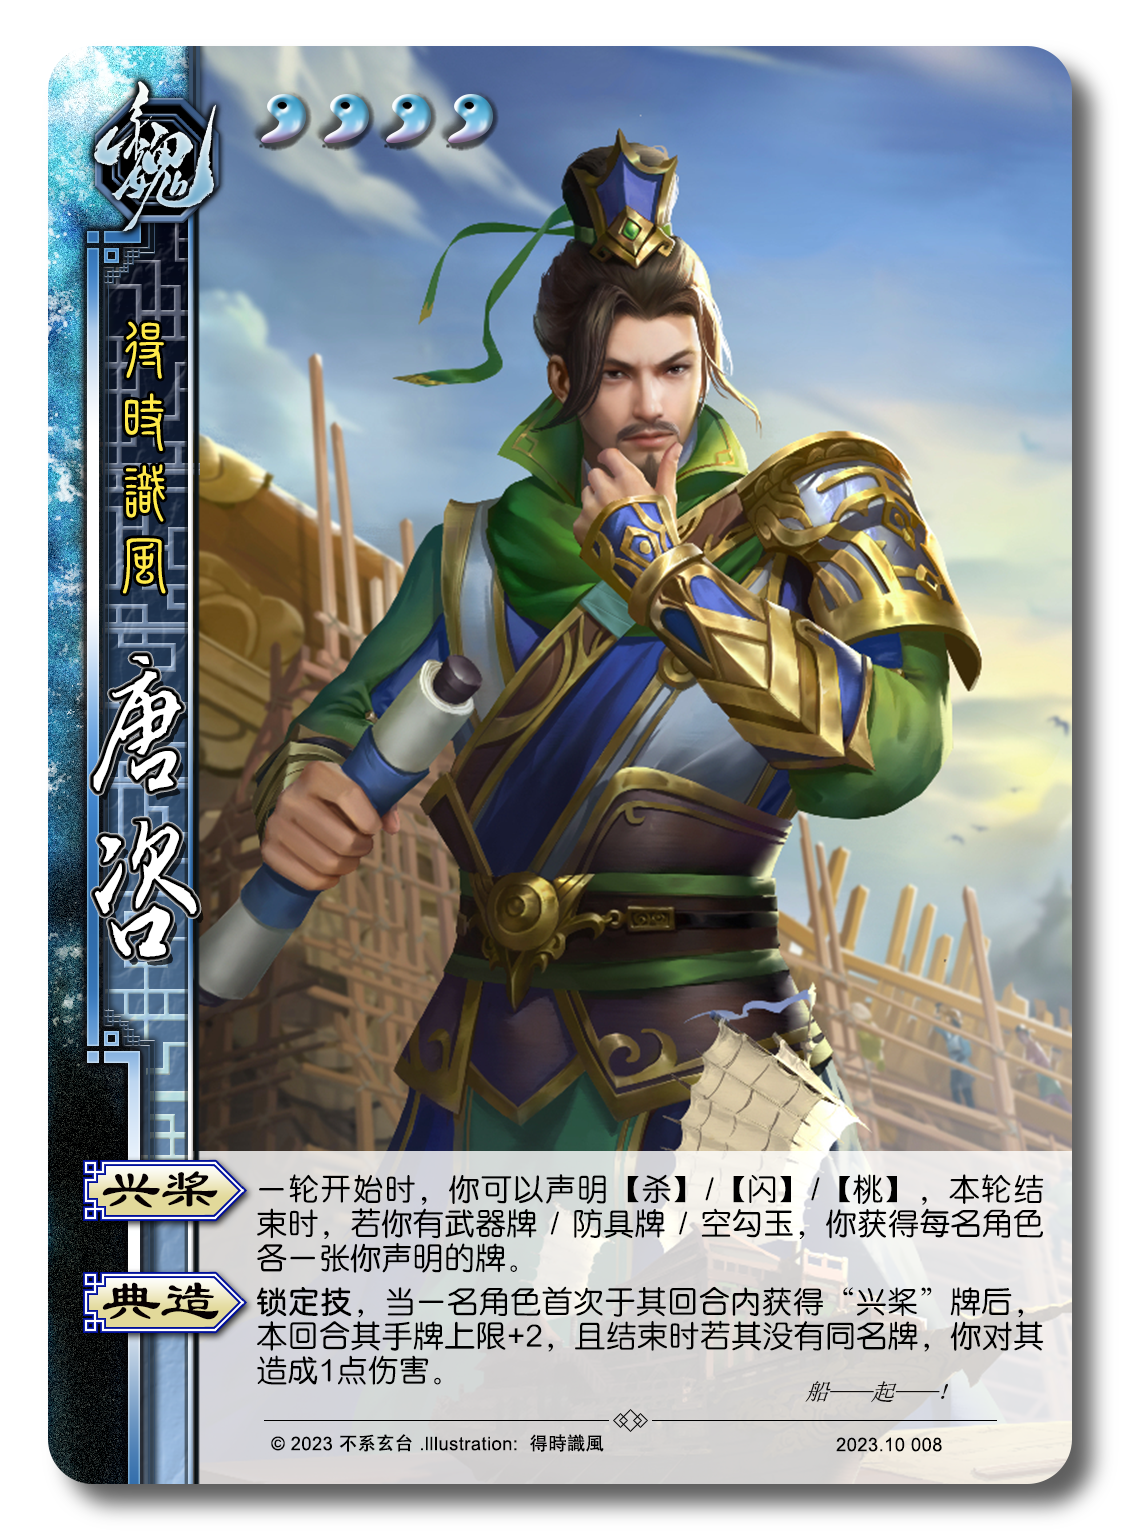 魏
得時識風
唐咨
兴桨
一轮开始时，你可以声明【杀】/【闪】/【桃】，本轮结
束时，若你有武器牌 / 防具牌 / 空勾玉，你获得每名角色
各一张你声明的牌。
典造
锁定技，当一名角色首次于其回合内获得“兴桨”牌后，
本回合其手牌上限+2，且结束时若其没有同名牌，你对其
造成1点伤害。
船——起——!
© 2023 不系玄台 .Illustration: 得時識風
2023.10 008